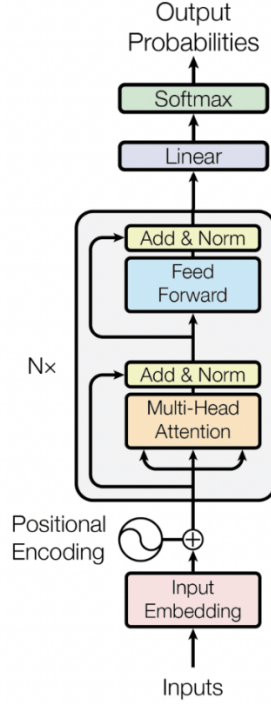 Output
Probabilities
Softmax
Linear
Add & Norm
Feed
Forward
N×
Add & Norm
Multi-Head
Attention
Positional
Encoding
Input
Embedding
Inputs